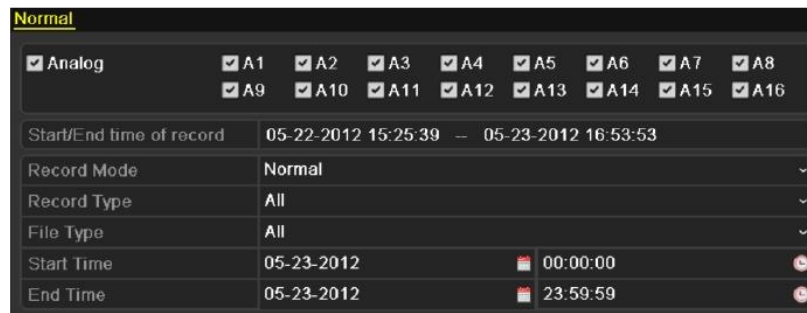 Normal
Analog A1 A2 A3 A4 A5 A6 A7 A8
A9 A10 A11 A12 A13 A14 A15 A16
Start/End time of record 05-22-2012 15:25:39 -- 05-23-2012 16:53:53
Record Mode Normal
Record Type All
File Type All
Start Time 05-23-2012 00:00:00
End Time 05-23-2012 23:59:59